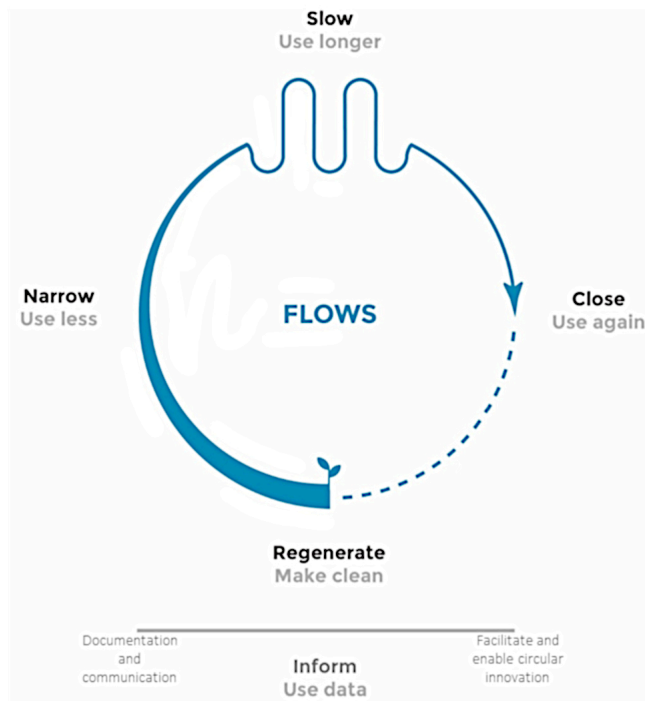 Slow
Use longer
Narrow
Use less
FLOWS
Close
Use again
Regenerate
Make clean
Documentation
and
communication
Inform
Use data
Facilitate and
enable circular
innovation